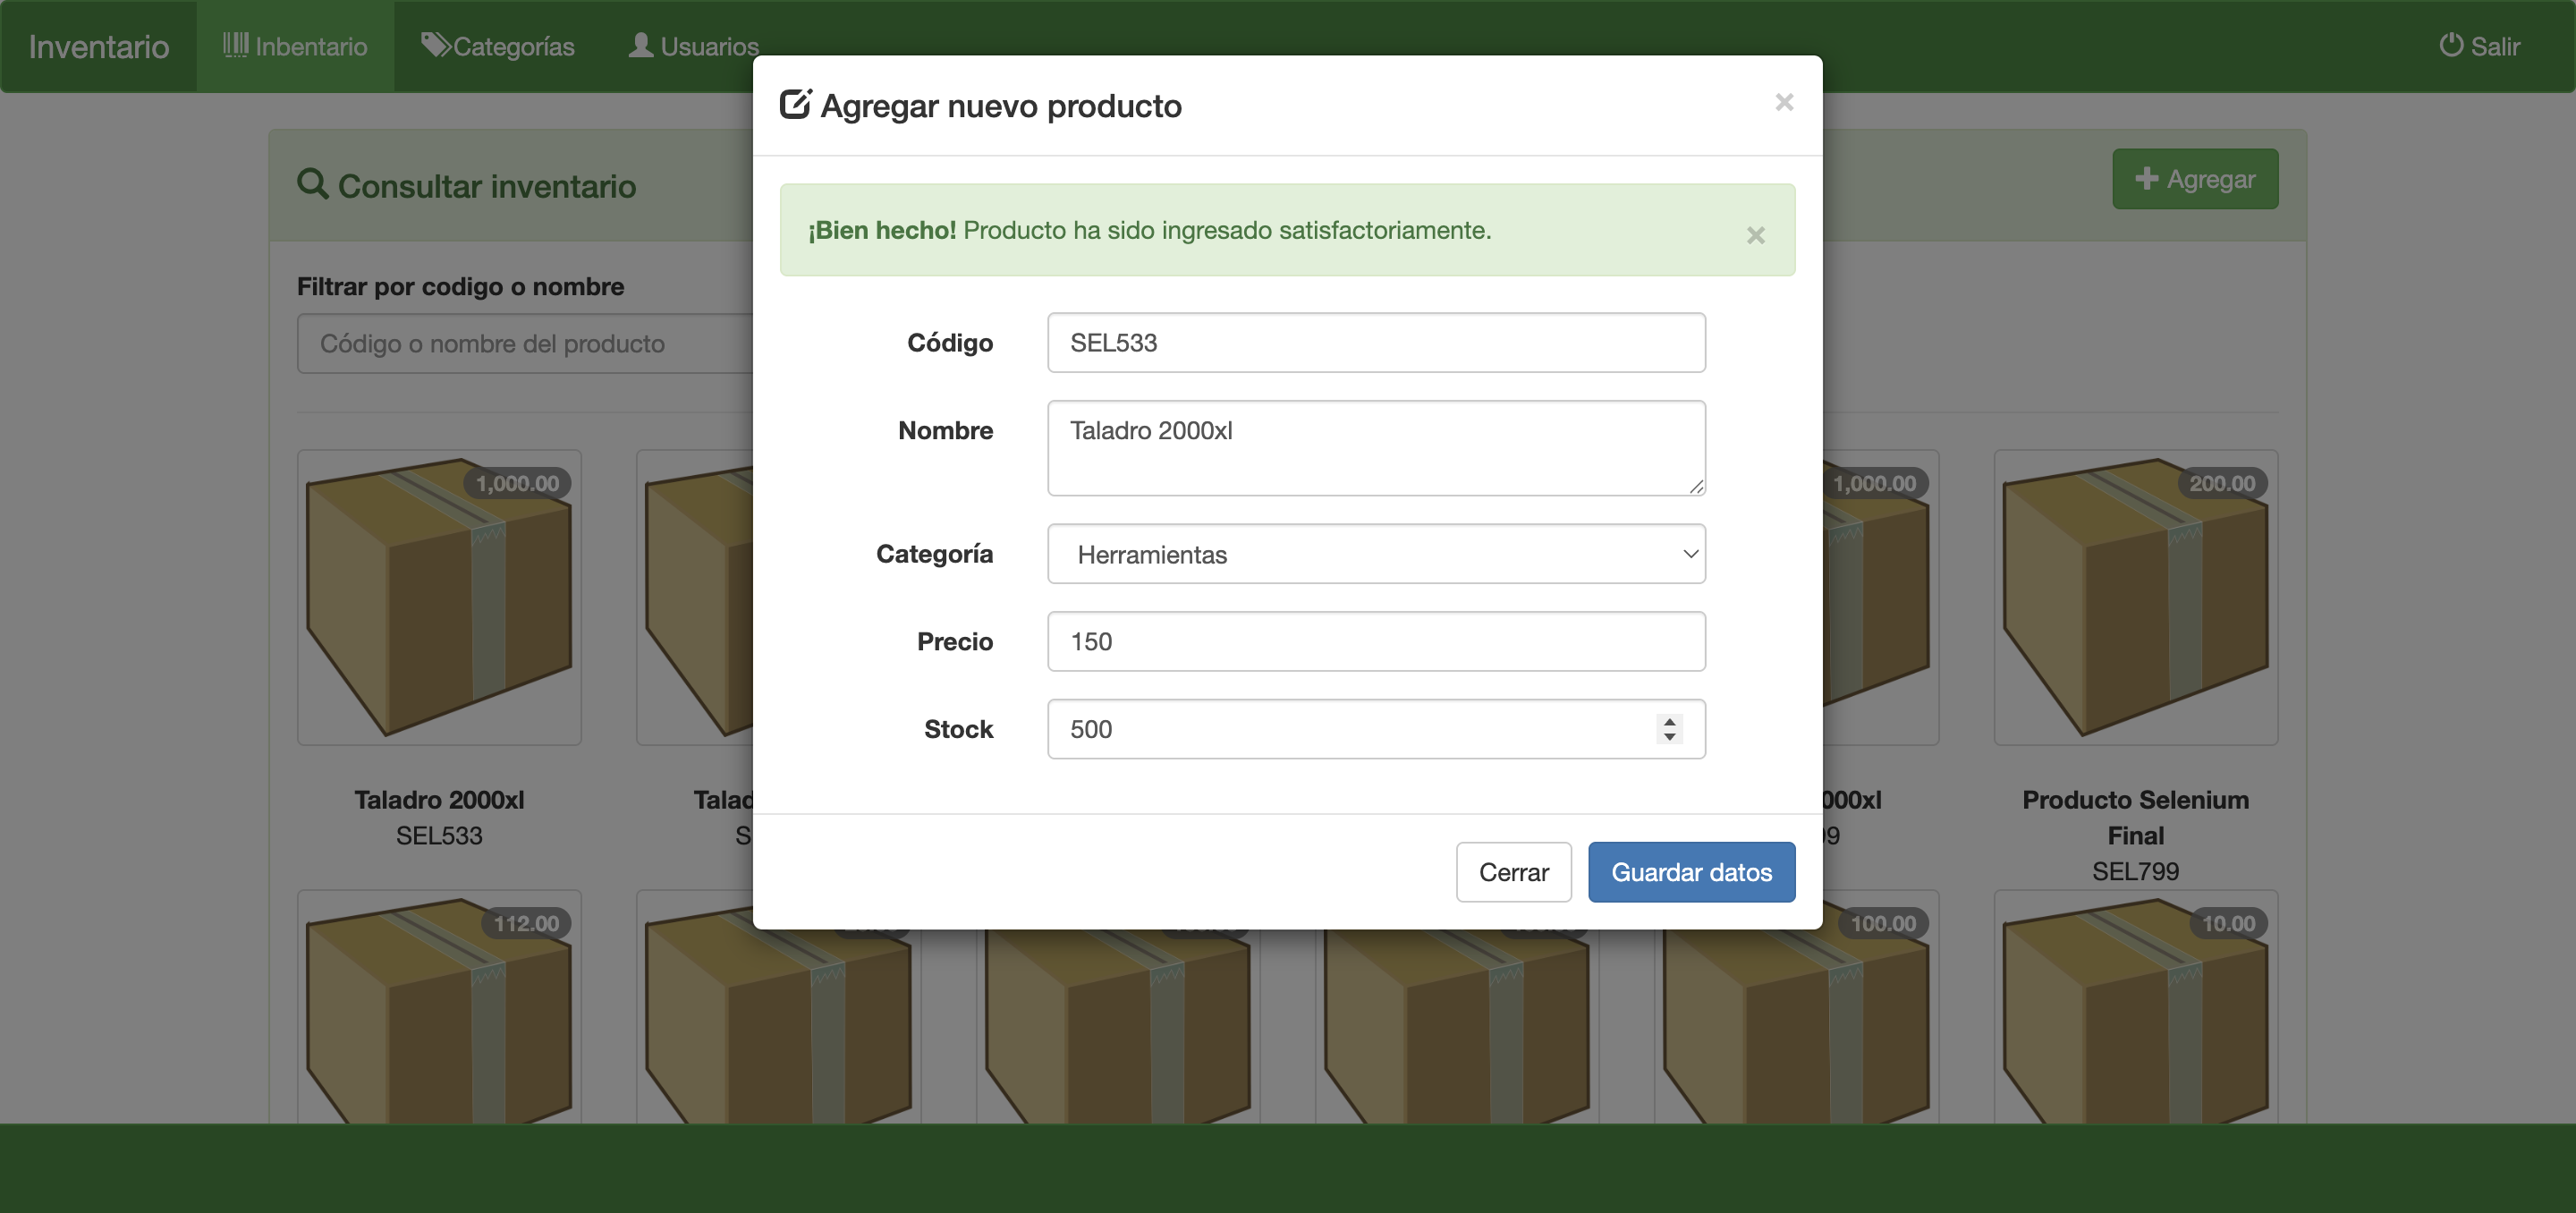 Inventario
Inbentario
Categorías
Usuarios
Salir
Agregar nuevo producto
×
Consultar inventario
Agregar
¡Bien hecho! Producto ha sido ingresado satisfactoriamente.
×
Filtrar por codigo o nombre
Código o nombre del producto
Código
SEL533
Nombre
Taladro 2000xl
Categoría
Herramientas
Precio
150
Stock
500
1,000.00
1,000.00
200.00
Taladro 2000xl
SEL533
Producto Selenium
Final
SEL799
Cerrar
Guardar datos
112.00
100.00
10.00